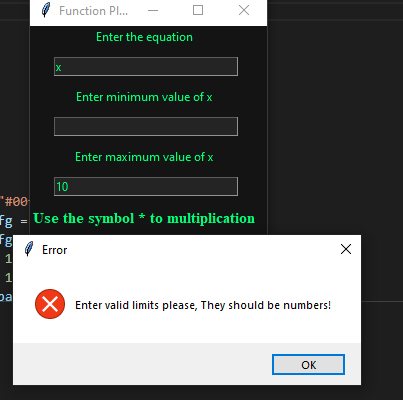 Function Pl...
Enter the equation
x
Enter minimum value of x
Enter maximum value of x
10
"#00
fg =
Use the symbol * to multiplication
fg
Error
1
1
pa
Enter valid limits please, They should be numbers!
OK